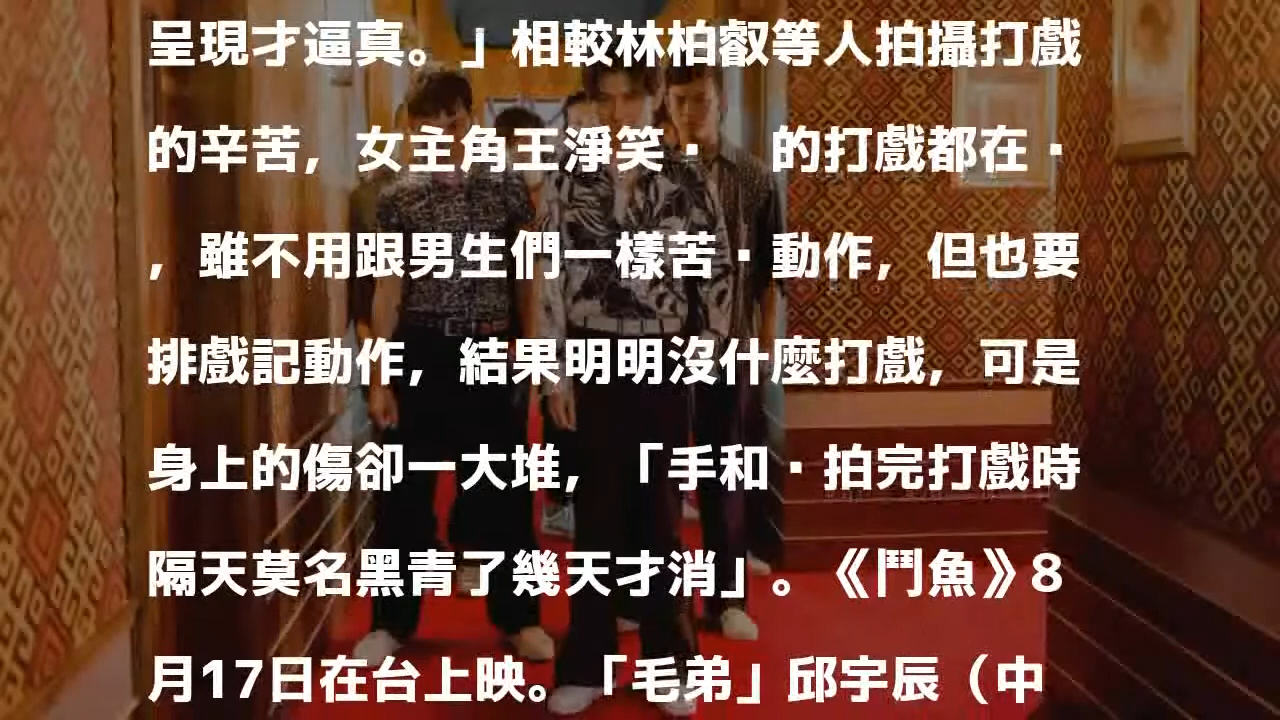 呈現才逼真。」相較林柏叡等人拍攝打戲
的辛苦，女主角王淨笑·　的打戲都在·
，雖不用跟男生們一樣苦·動作，但也要
排戲記動作，結果明明沒什麼打戲，可是
身上的傷卻一大堆，「手和·拍完打戲時
隔天莫名黑青了幾天才消」。《鬥魚》8
月17日在台上映。「毛弟」邱宇辰（中